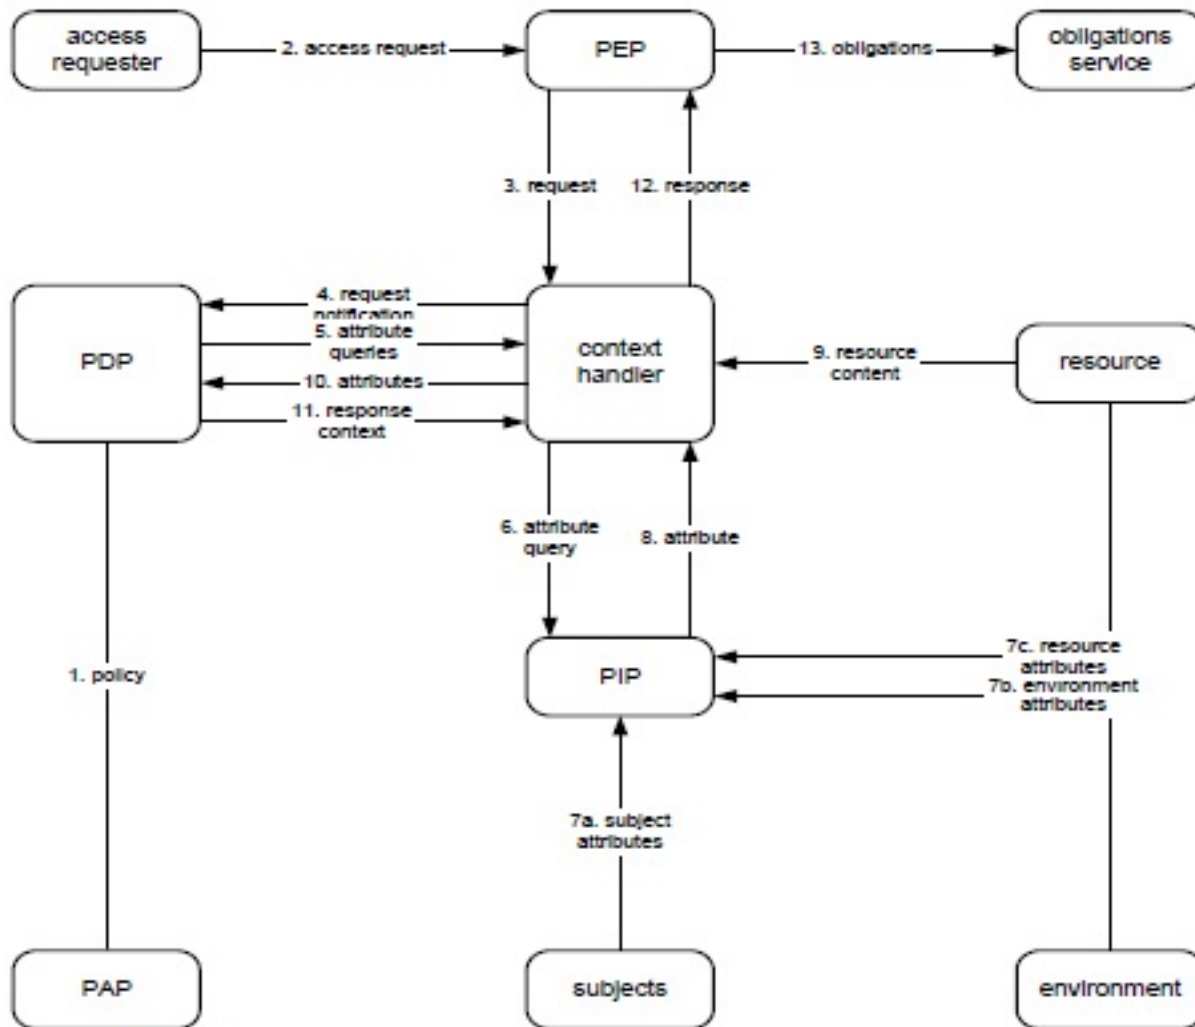 access
requester
2. access request
PEP
13. obligations
obligations
service
3. request
12. response
4. request
notification
5. attribute
queries
10. attributes
11. response
context
PDP
context
handler
9. resource
content
resource
6. attribute
query
8. attribute
1. policy
PIP
7c. resource
attributes
7b. environment
attributes
7a. subject
attributes
PAP
subjects
environment